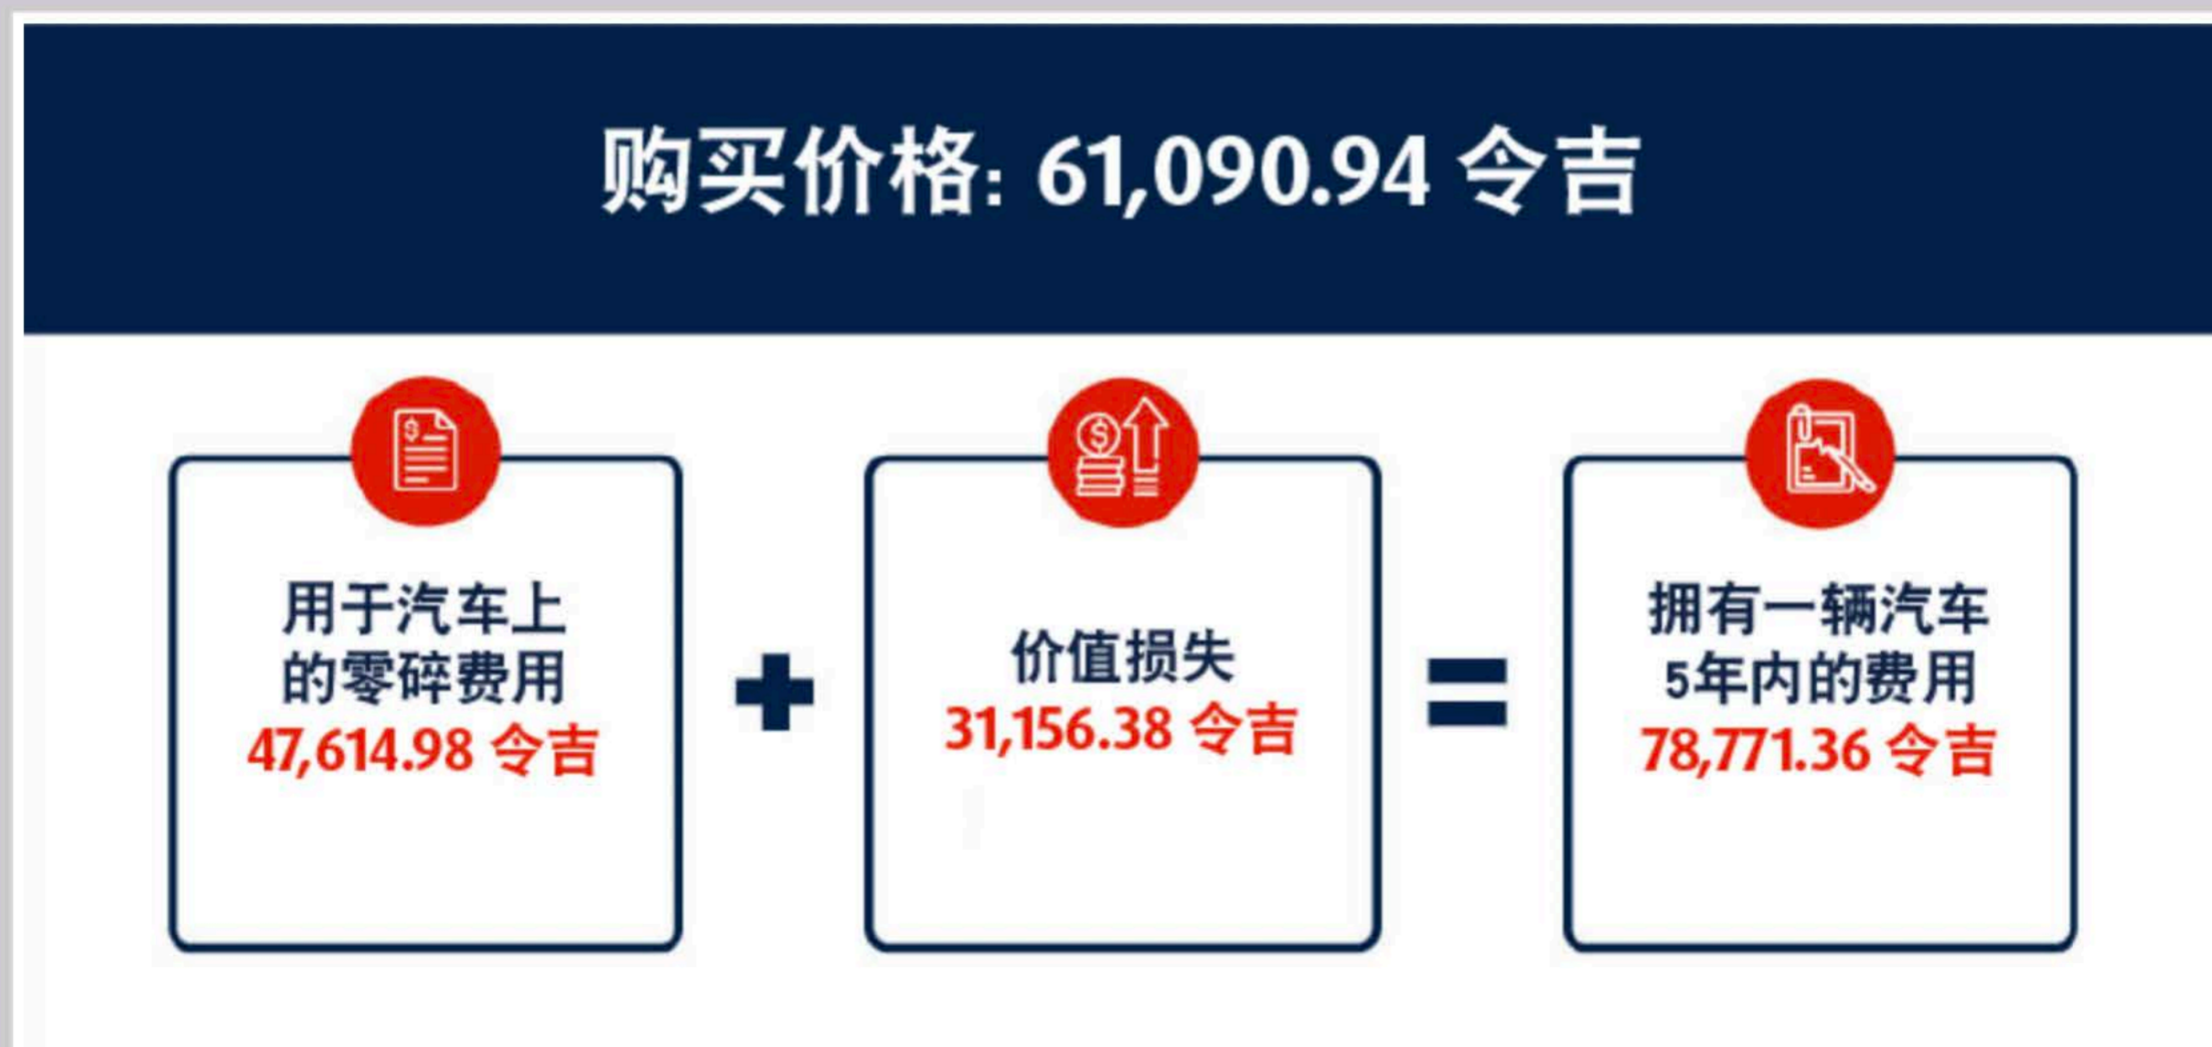 购买价格: 61,090.94 令吉
用于汽车上
的零碎费用
47,614.98 令吉
+
价值损失
31,156.38 令吉
=
拥有一辆汽车
5年内的费用
78,771.36 令吉